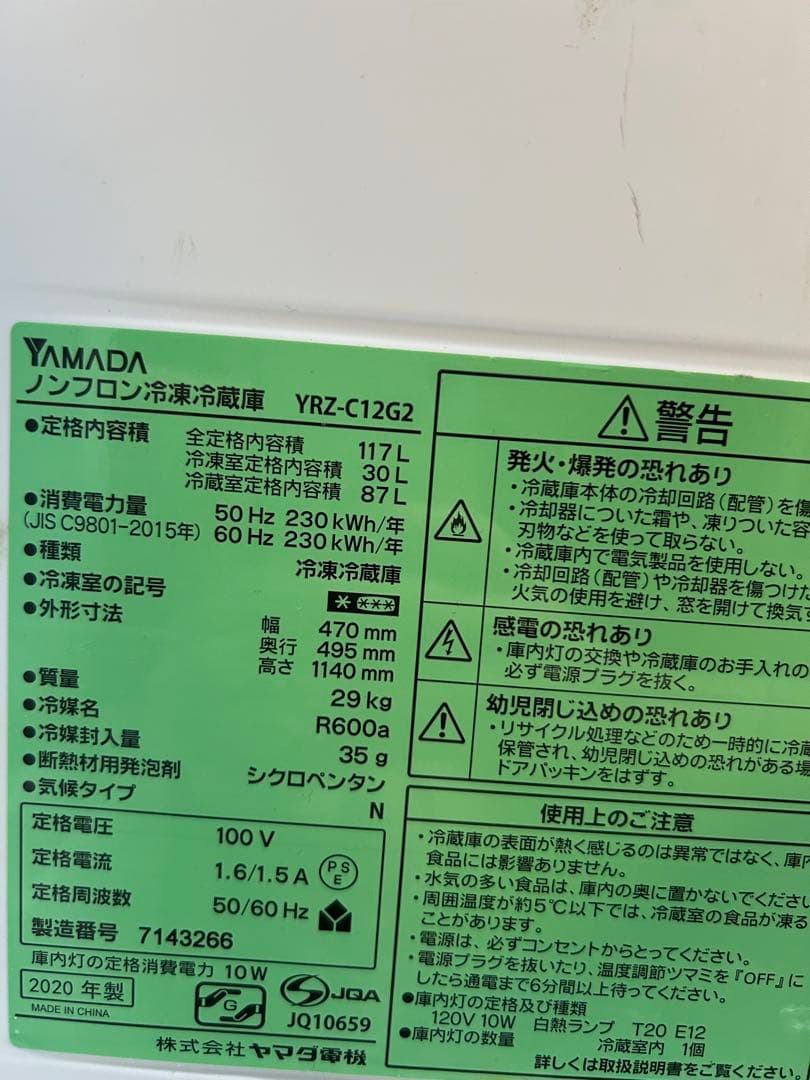 YAMADA
ノンフロン冷凍冷蔵庫 YRZ-C12G2
●定格内容積 全定格内容積 117 L
冷凍室定格内容積 30 L
冷蔵室定格内容積 87 L
●消費電力量 50 Hz 230 kWh/年
(JIS C9801-2015年) 60 Hz 230 kWh/年
●種類 冷凍冷蔵庫
●冷凍室の記号
●外形寸法 幅 470 mm
奥行 495 mm
高さ 1140 mm
●質量 29 kg
●冷媒名 R600a
●冷媒封入量 35 g
●断熱材用発泡剤 シクロペンタン
●気候タイプ N
定格電圧 100 V
定格電流 1.6/1.5 A PS E
定格周波数 50/60 Hz
製造番号 7143266
庫内灯の定格消費電力 10W
2020 年製
MADE IN CHINA
G
JQA
JQ10659
株式会社 ヤマダ電機
警告
発火・爆発の恐れあり
・冷蔵庫本体の冷却回路(配管)を傷
・冷却器についた霜や、凍りついた容
刃物などを使って取らない。
・冷蔵庫内で電気製品を使用しない。
・冷却回路(配管)や冷却器を傷つけた
火気の使用を避け、窓を開けて換気す
感電の恐れあり
・庫内灯の交換や冷蔵庫のお手入れの
必ず電源プラグを抜く。
幼児閉じ込めの恐れあり
・リサイクル処理などのため一時的に冷蔵
保管され、幼児閉じ込めの恐れがある場
ドアパッキンをはずす。
使用上のご注意
・冷蔵庫の表面が熱く感じるのは異常ではなく、庫内
食品には影響ありません。
・水気の多い食品は、庫内の奥に置かないでくださ
・周囲温度が約5℃以下では、冷蔵室の食品が凍る
ことがあります。
・電源は、必ずコンセントからとってください。
・電源プラグを抜いたり、温度調節ツマミを『OFF』に
したら通電まで6分間以上待ってください。
●庫内灯の定格及び種類
120V 10W 白熱ランプ T20 E12
●庫内灯の数量 冷蔵室内 1個
詳しくは取扱説明書をご覧ください。